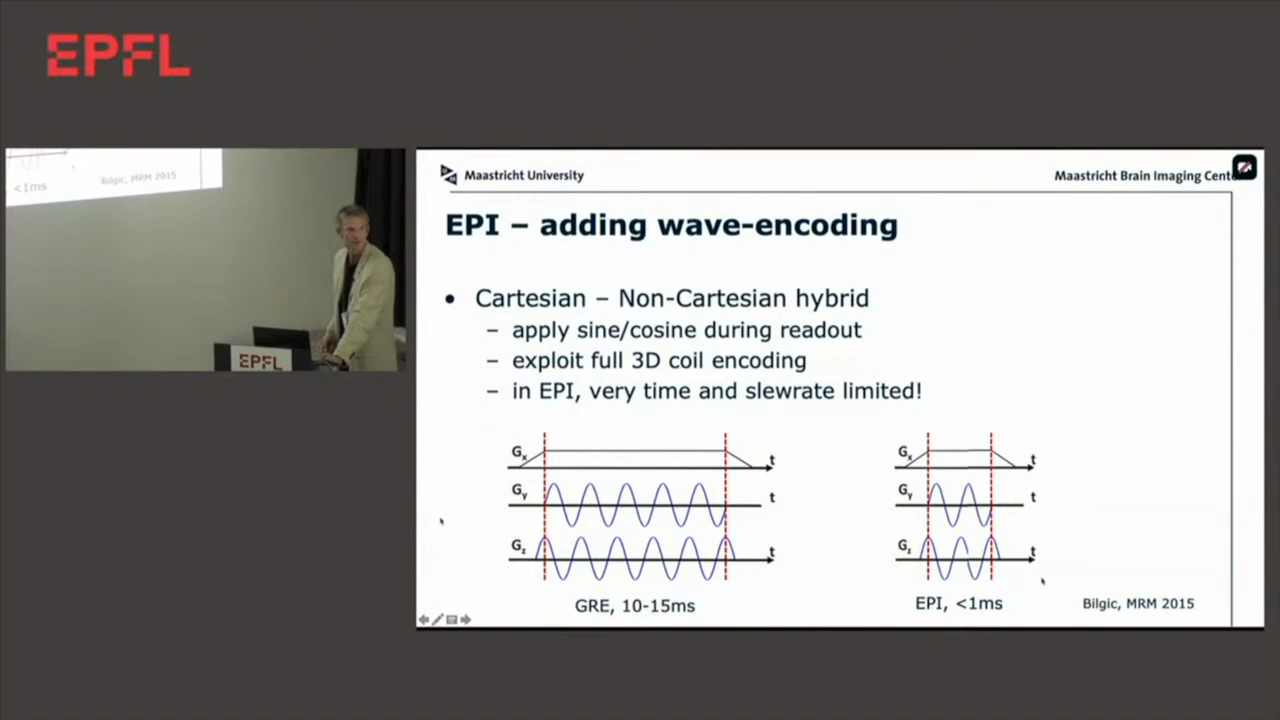 EPFL
<1ms
Bilgic, MRM 2015
EPFL
Maastricht University
Maastricht Brain Imaging Cent
EPI – adding wave-encoding
• Cartesian – Non-Cartesian hybrid
– apply sine/cosine during readout
– exploit full 3D coil encoding
– in EPI, very time and slewrate limited!
Gx t
Gy t
Gz t
GRE, 10-15ms
Gx t
Gy t
Gz t
EPI, <1ms
Bilgic, MRM 2015